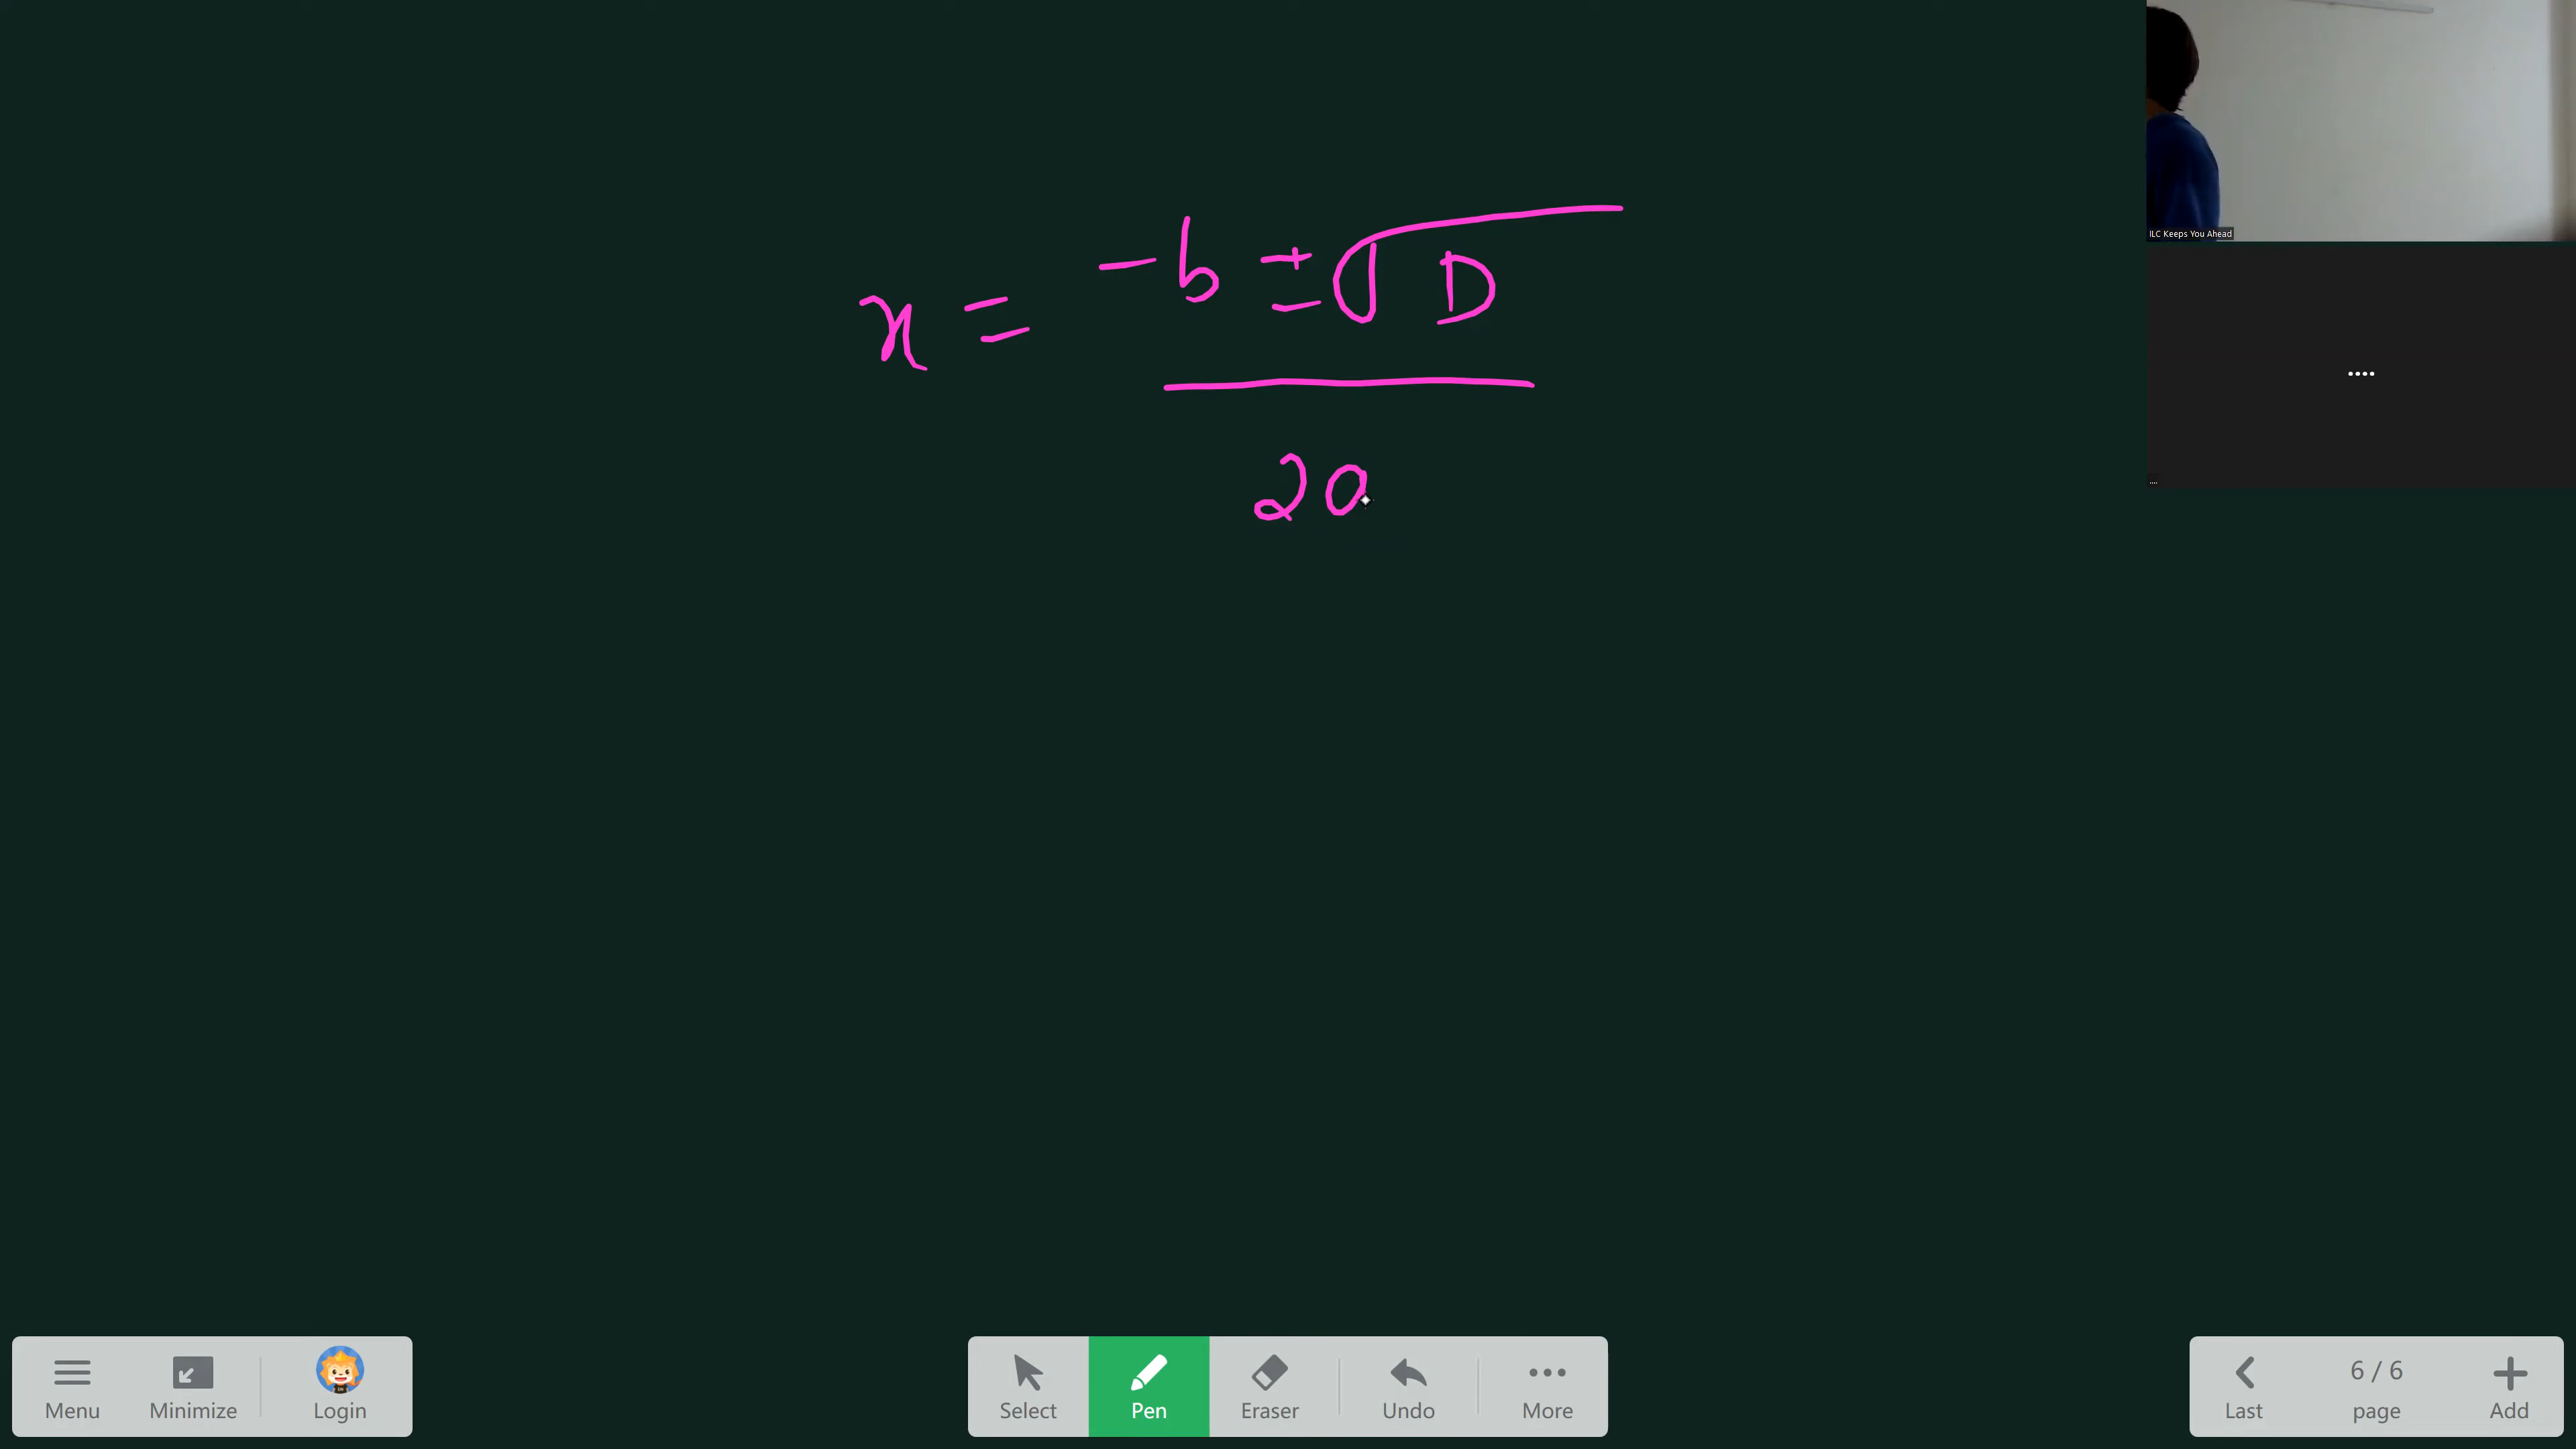 ILC Keeps You Ahead
x = -b ± √D
2a
....
....
Menu Minimize Login
Select Pen Eraser Undo More
6 / 6
Last page Add